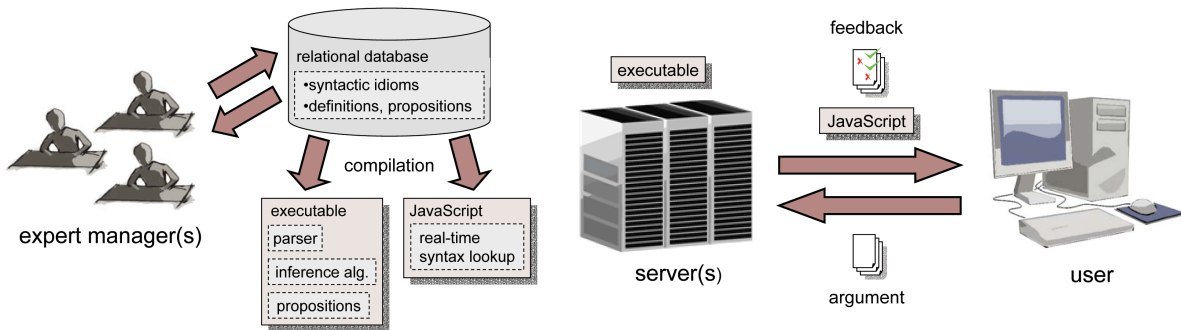 expert manager(s)
relational database
•syntactic idioms
•definitions, propositions
compilation
executable
parser
inference alg.
propositions
JavaScript
real-time
syntax lookup
executable
server(s)
feedback
JavaScript
argument
user